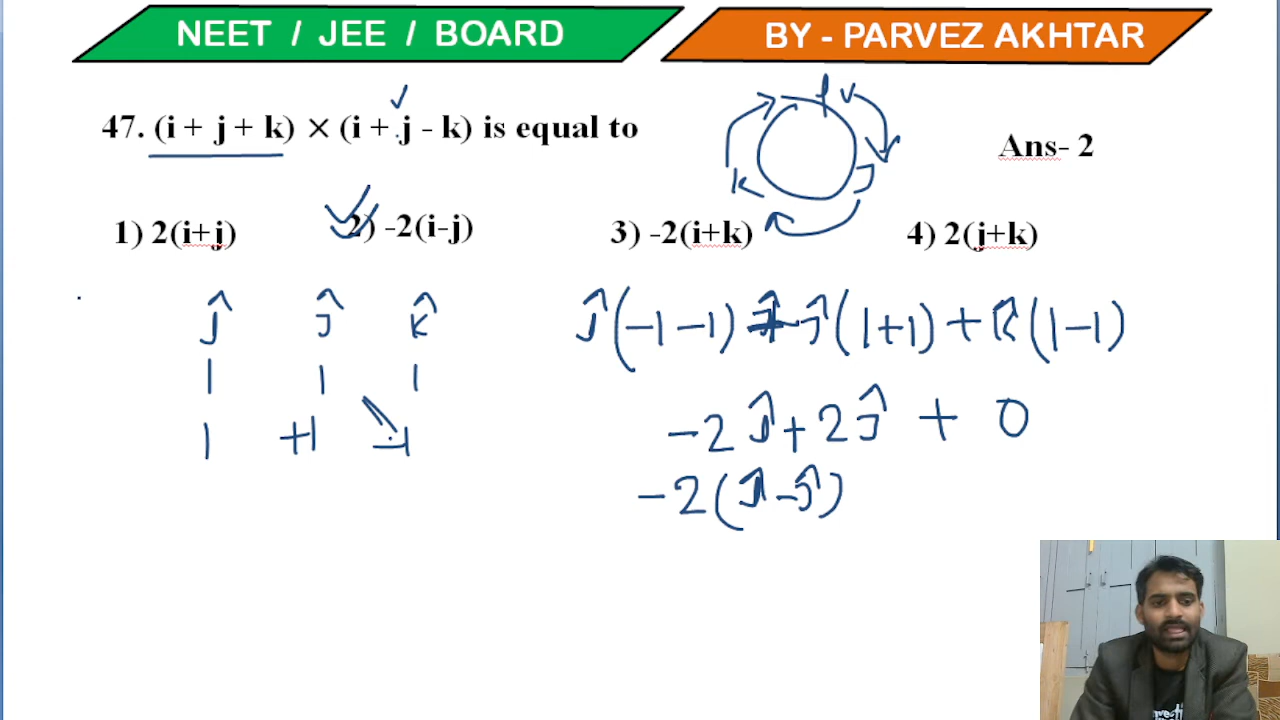 NEET / JEE / BOARD
BY - PARVEZ AKHTAR
47. (i + j + k) × (i + j - k) is equal to
Ans- 2
1) 2(i+j)
2) -2(i-j)
3) -2(i+k)
4) 2(j+k)
i
J
K
î ĵ k̂
1 1 1
1 +1 -1
î(-1-1) + ĵ(1+1) + k̂(1-1)
-2î + 2ĵ + 0
-2(î - ĵ)